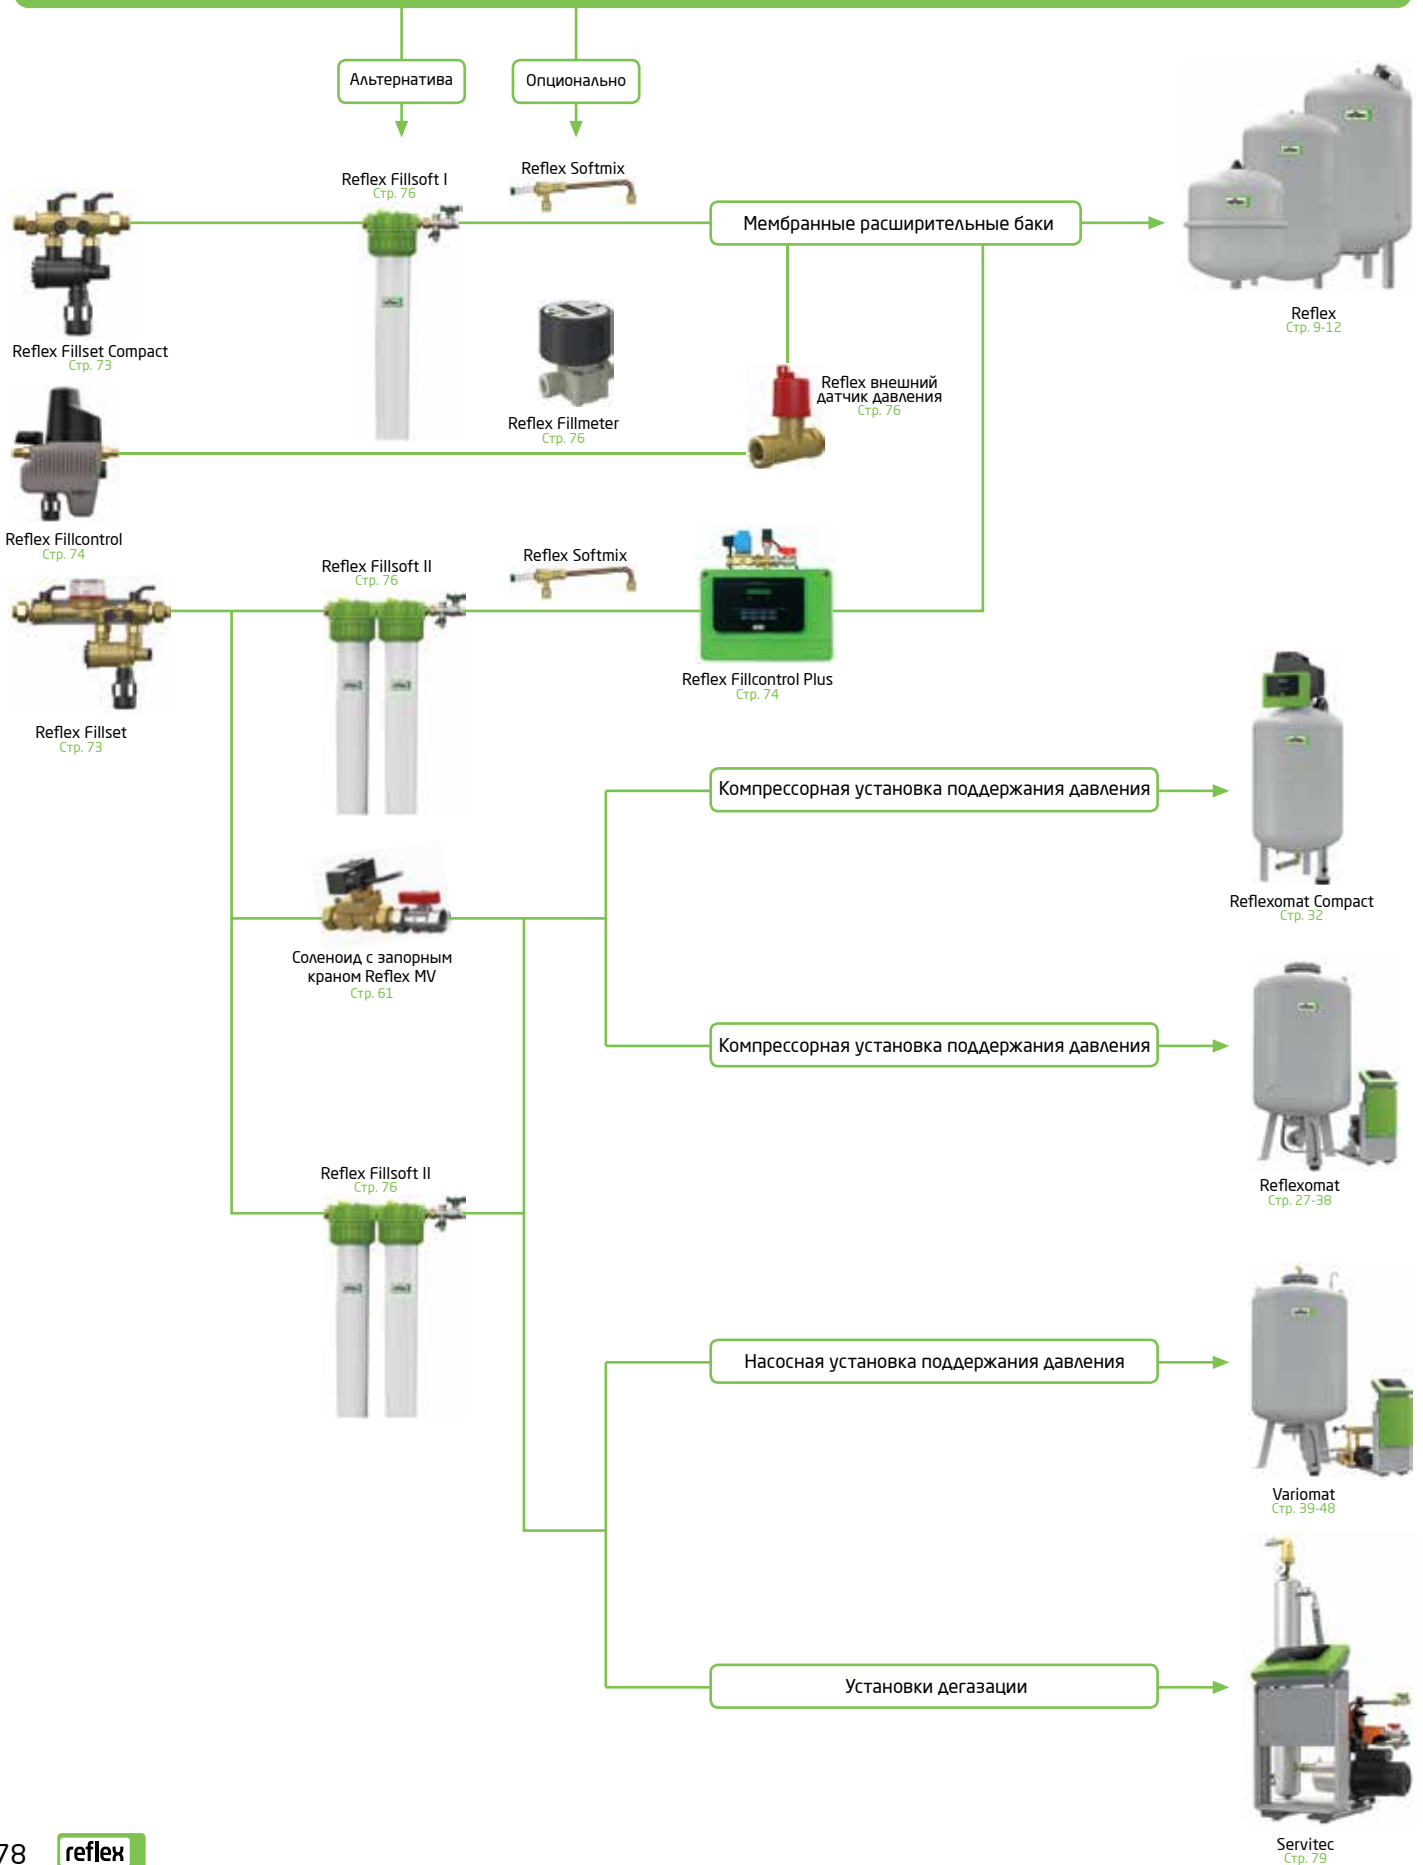 Альтернатива
Опционально
Reflex Softmix
Reflex Fillsoft I
Стр. 76
Мембранные расширительные баки
Reflex
Стр. 9-12
Reflex Fillset Compact
Стр. 73
Reflex внешний
датчик давления
Стр. 76
Reflex Fillmeter
Стр. 76
Reflex Fillcontrol
Стр. 74
Reflex Fillsoft II
Стр. 76
Reflex Softmix
Reflex Fillcontrol Plus
Стр. 74
Reflex Fillset
Стр. 73
Компрессорная установка поддержания давления
Reflexomat Compact
Стр. 32
Соленоид с запорным
краном Reflex MV
Стр. 61
Компрессорная установка поддержания давления
Reflexomat
Стр. 27-38
Reflex Fillsoft II
Стр. 76
Насосная установка поддержания давления
Variomat
Стр. 39-48
Установки дегазации
Servitec
Стр. 79
78
reflex